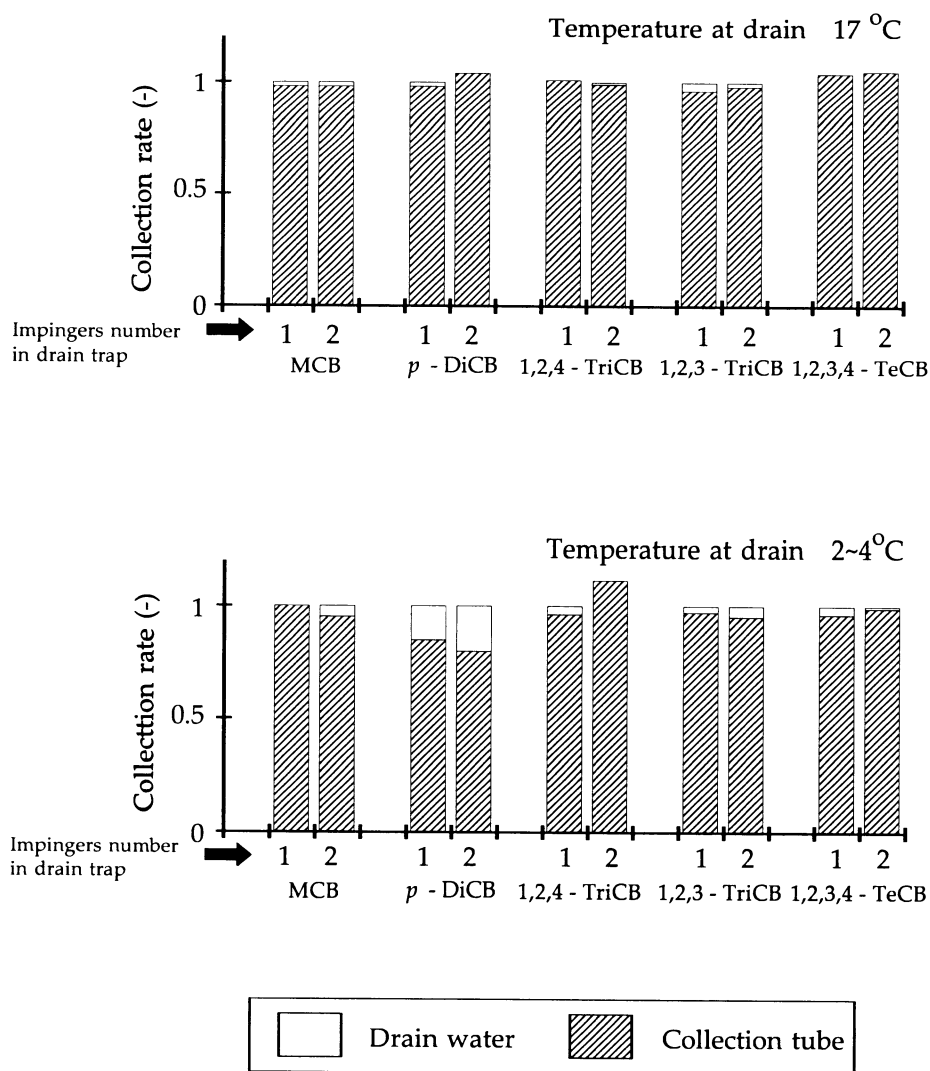 Temperature at drain 17 °C
Collection rate (-)
1
0.5
0
Impingers number
in drain trap
1 2 1 2 1 2 1 2 1 2
MCB p - DiCB 1,2,4 - TriCB 1,2,3 - TriCB 1,2,3,4 - TeCB
Temperature at drain 2~4°C
Collecttion rate (-)
1
0.5
0
Impingers number
in drain trap
1 2 1 2 1 2 1 2 1 2
MCB p - DiCB 1,2,4 - TriCB 1,2,3 - TriCB 1,2,3,4 - TeCB
Drain water Collection tube